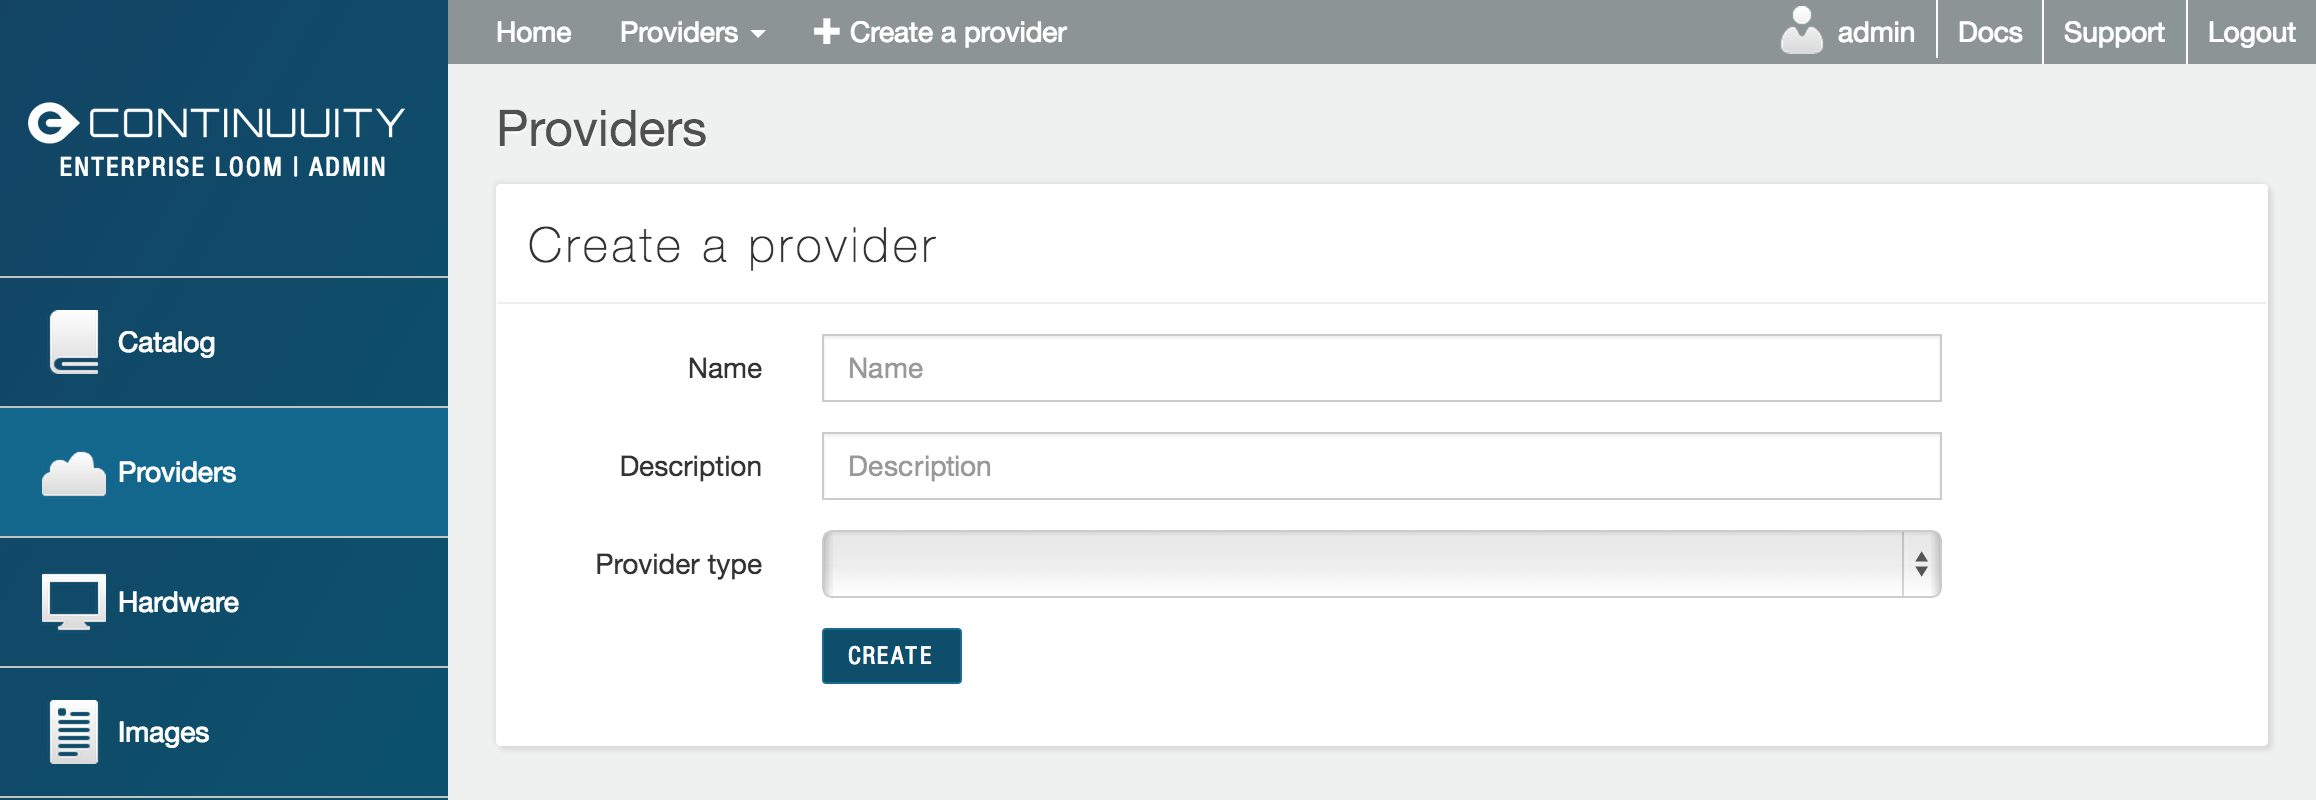 CONTINUUITY
ENTERPRISE LOOM | ADMIN
Catalog
Providers
Hardware
Images
Home Providers Create a provider admin Docs Support Logout
Providers
Create a provider
Name Name
Description Description
Provider type
CREATE